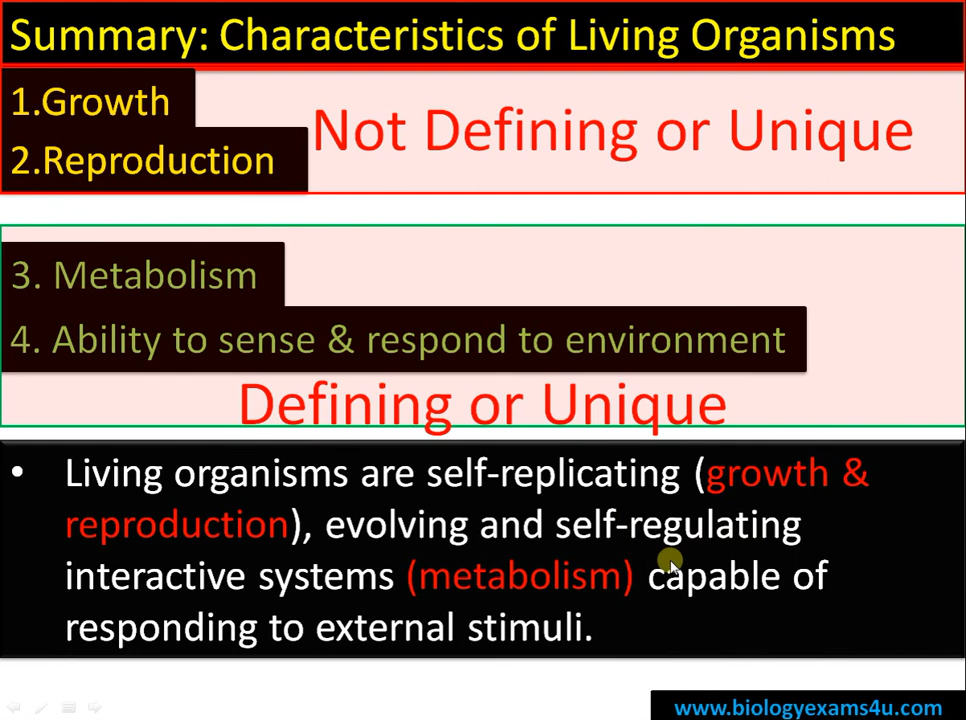 Summary: Characteristics of Living Organisms
1.Growth
2.Reproduction
Not Defining or Unique
3. Metabolism
4. Ability to sense & respond to environment
Defining or Unique
• Living organisms are self-replicating (growth &
reproduction), evolving and self-regulating
interactive systems (metabolism) capable of
responding to external stimuli.
www.biologyexams4u.com